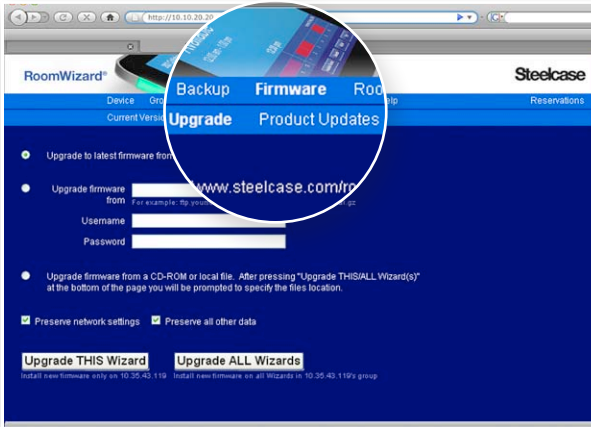 http://10.10.20.20
RoomWizard®
Steelcase
Backup Firmware Roo
Device Gro elp Reservations
Current Versi Upgrade Product Updates
Upgrade to latest firmware from
www.steelcase.com/ro
Upgrade firmware
from
For example: ftp.you .gz
Username
Password
Upgrade firmware from a CD-ROM or local file. After pressing "Upgrade THIS/ALL Wizard(s)"
at the bottom of the page you will be prompted to specify the files location.
Preserve network settings Preserve all other data
Upgrade THIS Wizard Upgrade ALL Wizards
Install new firmware only on 10.35.43.119 Install new firmware on all Wizards in 10.35.43.119's group